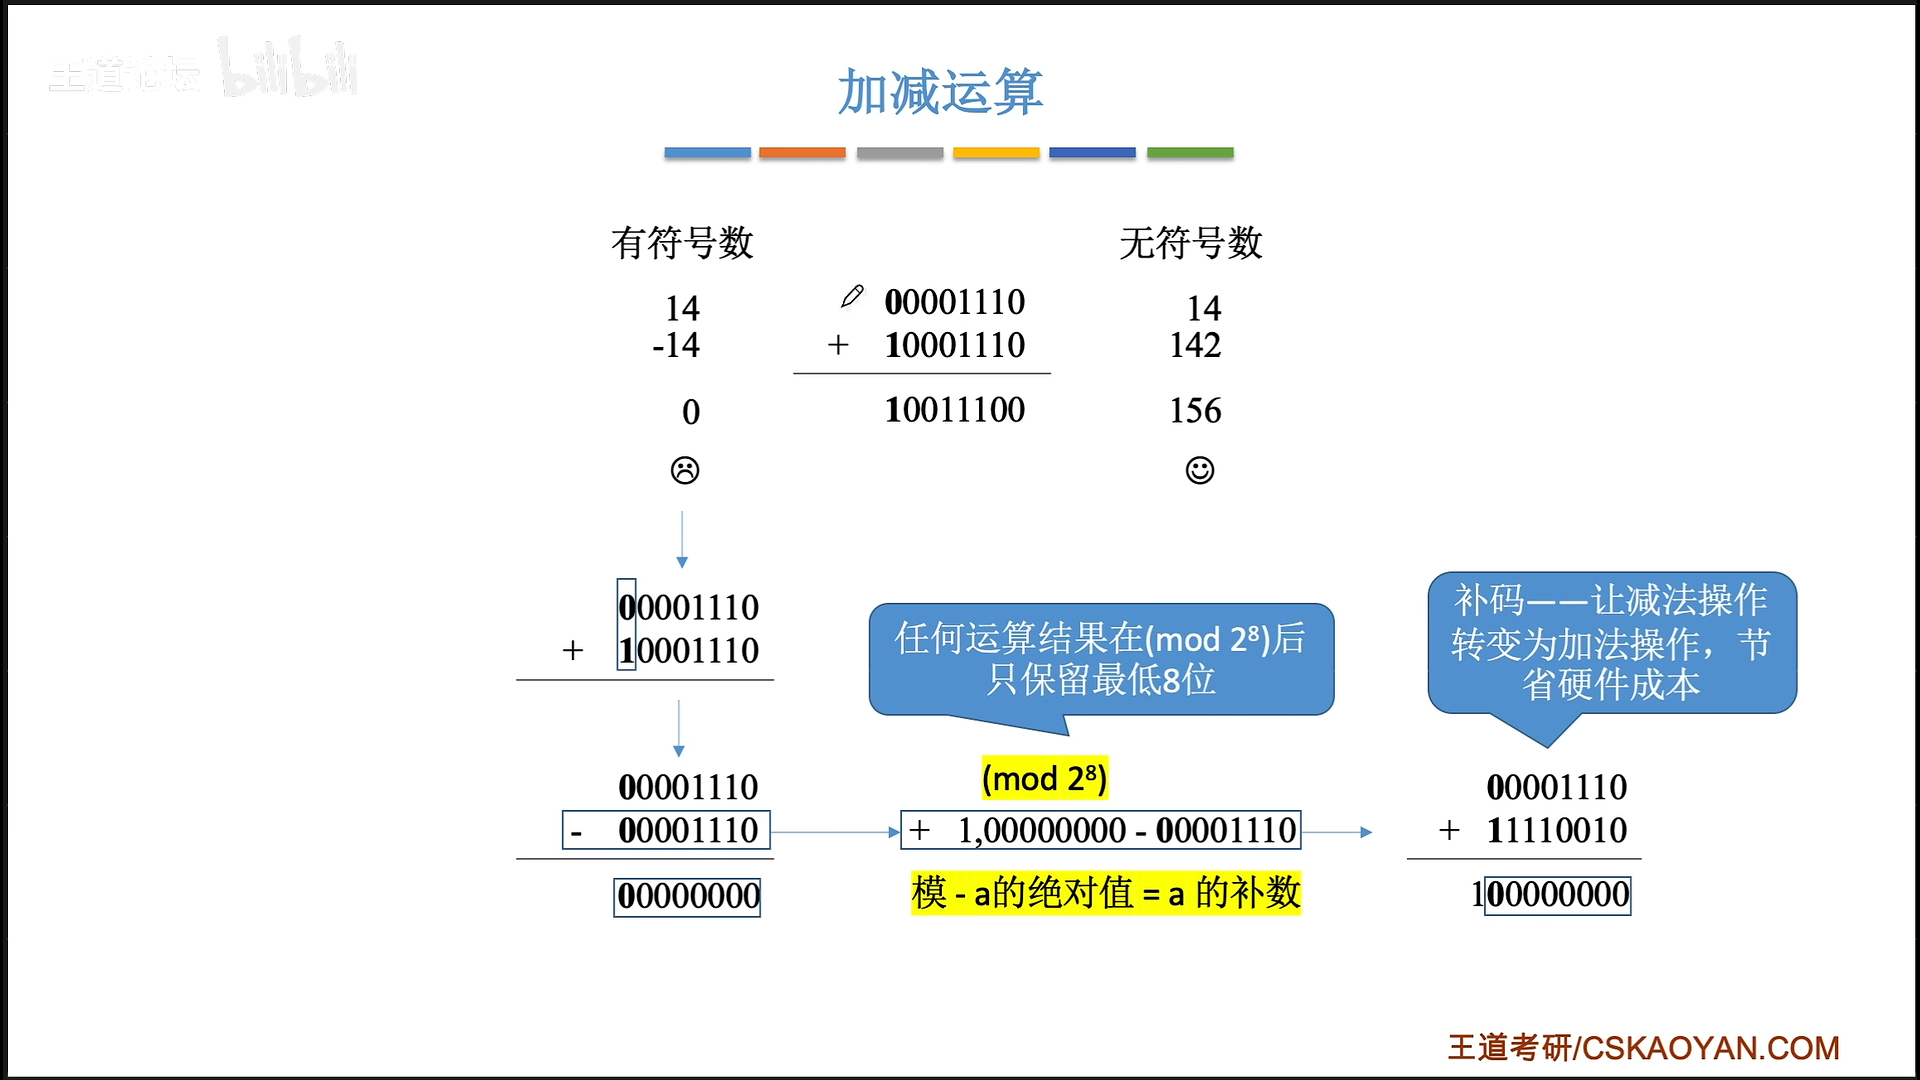 王道论坛 bilibili
加减运算
有符号数
无符号数
14
00001110
14
-14
+ 10001110
142
0
10011100
156
00001110
+ 10001110
任何运算结果在(mod 2⁸)后
只保留最低8位
补码——让减法操作
转变为加法操作，节
省硬件成本
(mod 2⁸)
00001110
- 00001110
+ 1,00000000 - 00001110
00001110
+ 11110010
00000000
模 - a的绝对值 = a 的补数
100000000
王道考研/CSKAOYAN.COM